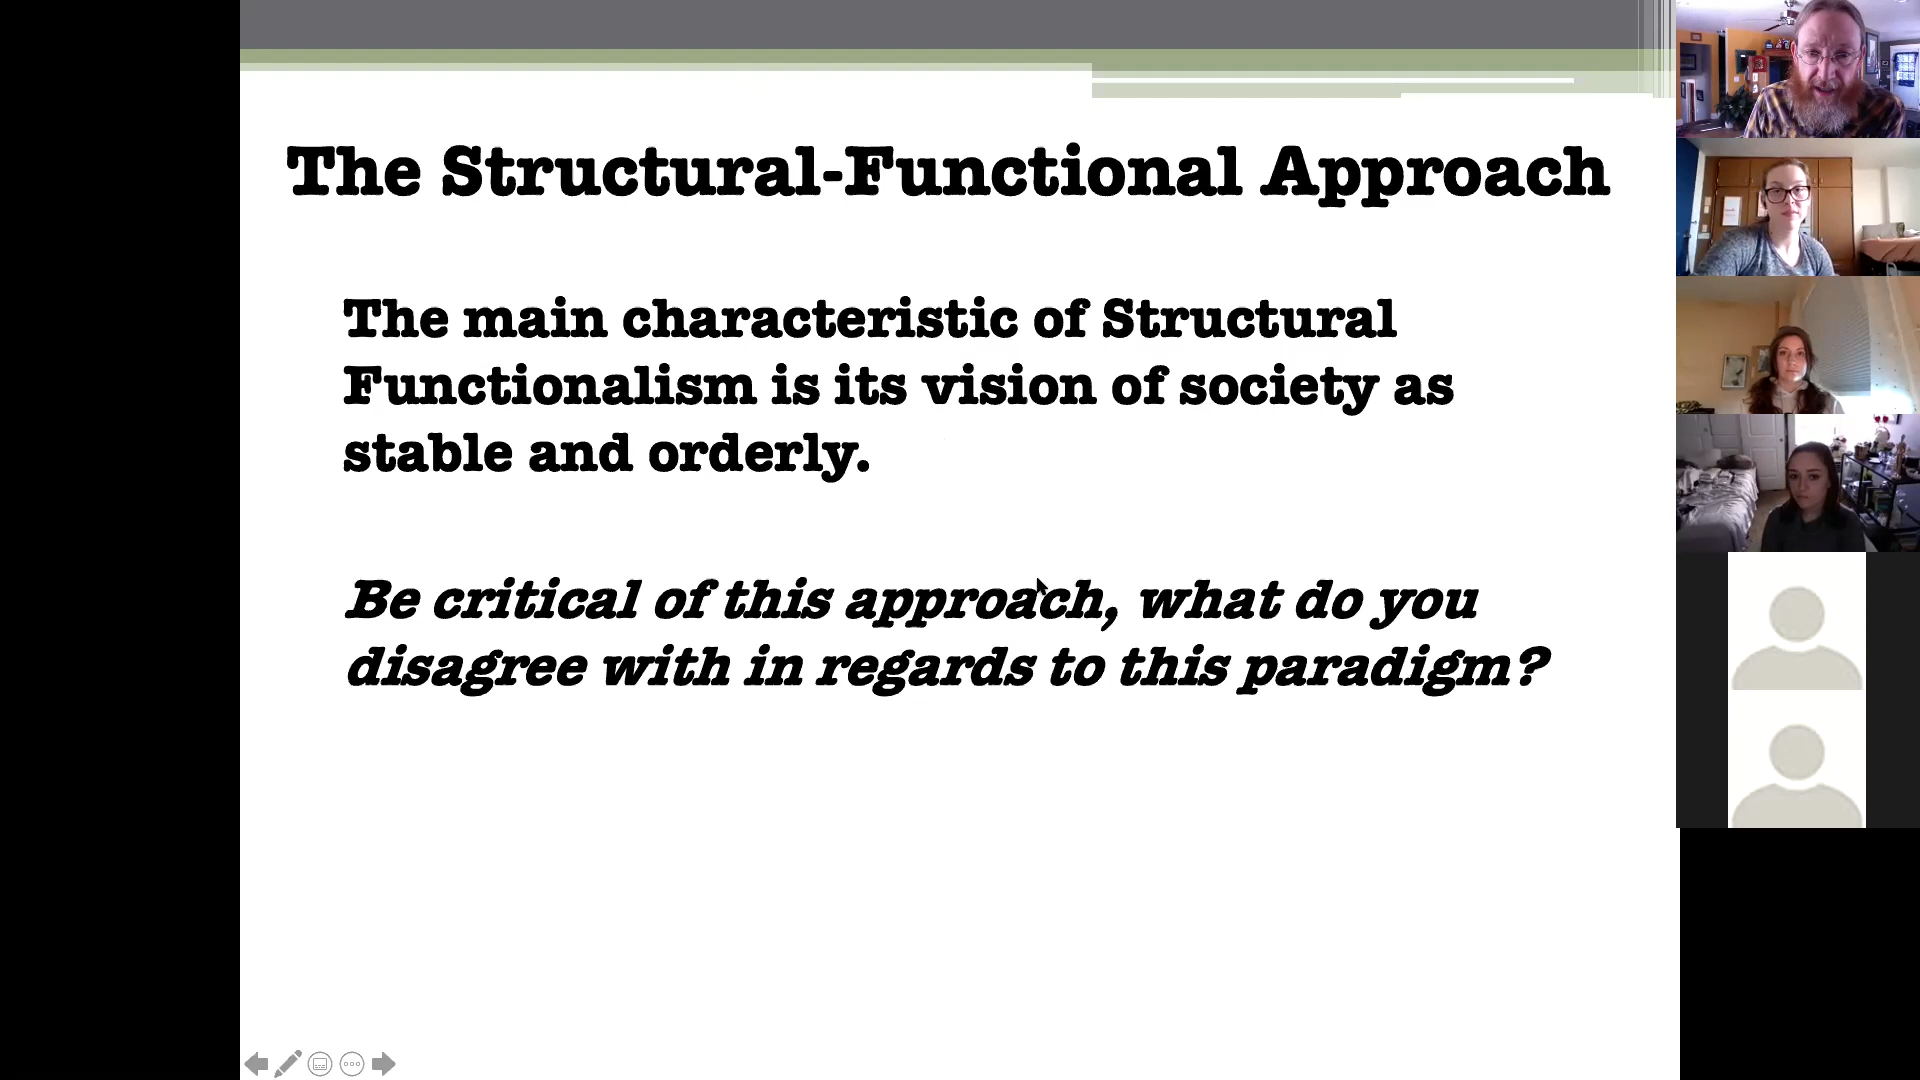 The Structural-Functional Approach
The main characteristic of Structural
Functionalism is its vision of society as
stable and orderly.
Be critical of this approach, what do you
disagree with in regards to this paradigm?